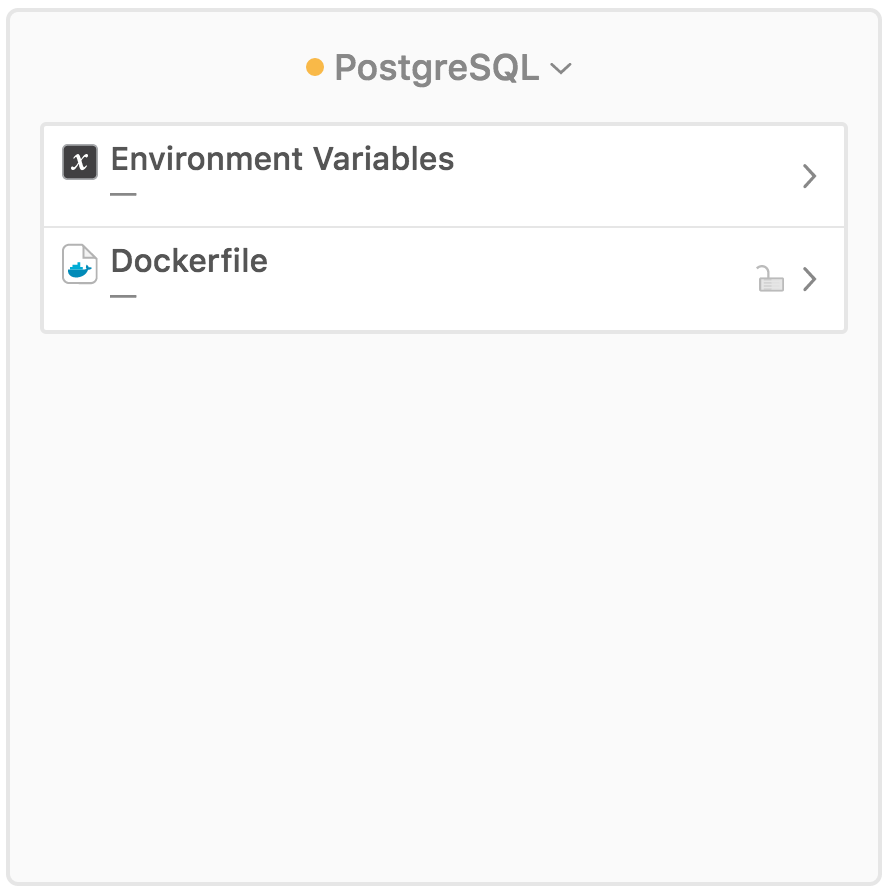 PostgreSQL
Environment Variables
—
Dockerfile
—